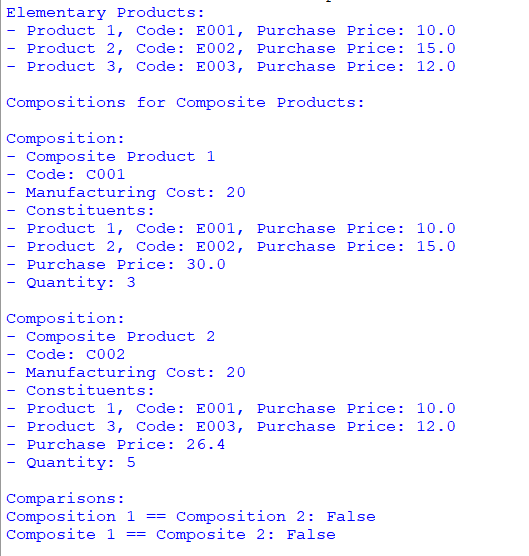 Elementary Products:
- Product 1, Code: E001, Purchase Price: 10.0
- Product 2, Code: E002, Purchase Price: 15.0
- Product 3, Code: E003, Purchase Price: 12.0
Compositions for Composite Products:
Composition:
- Composite Product 1
- Code: C001
- Manufacturing Cost: 20
- Constituents:
- Product 1, Code: E001, Purchase Price: 10.0
- Product 2, Code: E002, Purchase Price: 15.0
- Purchase Price: 30.0
- Quantity: 3
Composition:
- Composite Product 2
- Code: C002
- Manufacturing Cost: 20
- Constituents:
- Product 1, Code: E001, Purchase Price: 10.0
- Product 3, Code: E003, Purchase Price: 12.0
- Purchase Price: 26.4
- Quantity: 5
Comparisons:
Composition 1 == Composition 2: False
Composite 1 == Composite 2: False